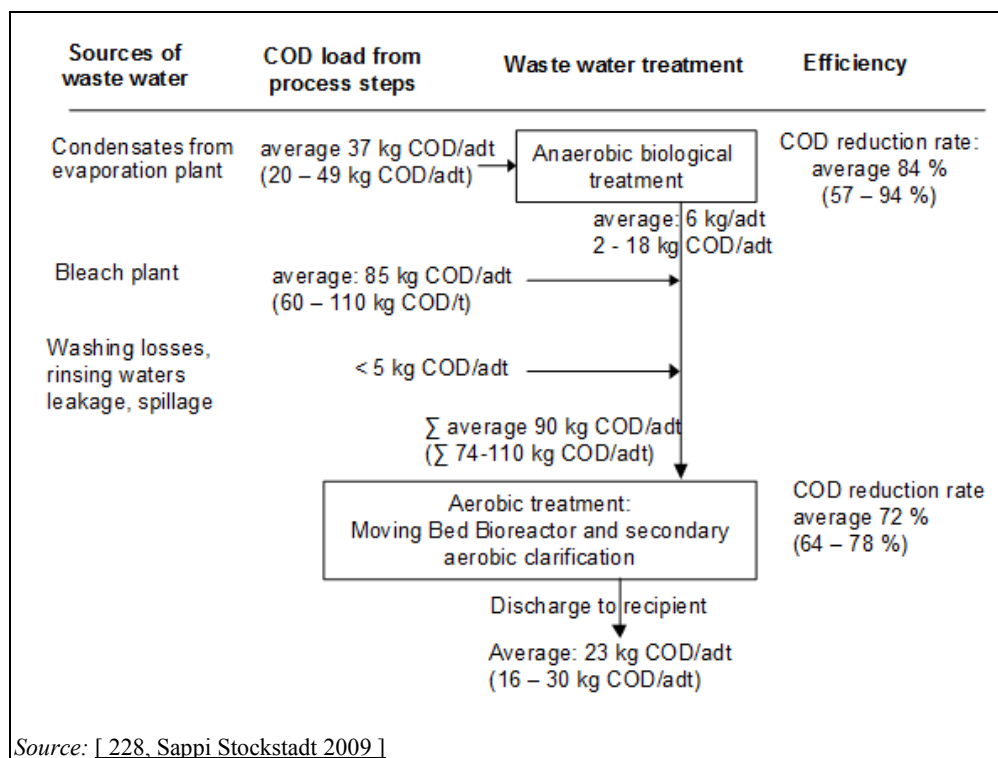 Sources of
waste water
COD load from
process steps
Waste water treatment
Efficiency
Condensates from
evaporation plant
average 37 kg COD/adt
(20 – 49 kg COD/adt)
Anaerobic biological
treatment
COD reduction rate:
average 84 %
(57 – 94 %)
average: 6 kg/adt
2 - 18 kg COD/adt
Bleach plant
average: 85 kg COD/adt
(60 – 110 kg COD/t)
Washing losses,
rinsing waters
leakage, spillage
< 5 kg COD/adt
∑ average 90 kg COD/adt
(∑ 74-110 kg COD/adt)
Aerobic treatment:
Moving Bed Bioreactor and secondary
aerobic clarification
COD reduction rate
average 72 %
(64 – 78 %)
Discharge to recipient
Average: 23 kg COD/adt
(16 – 30 kg COD/adt)
Source: [ 228, Sappi Stockstadt 2009 ]